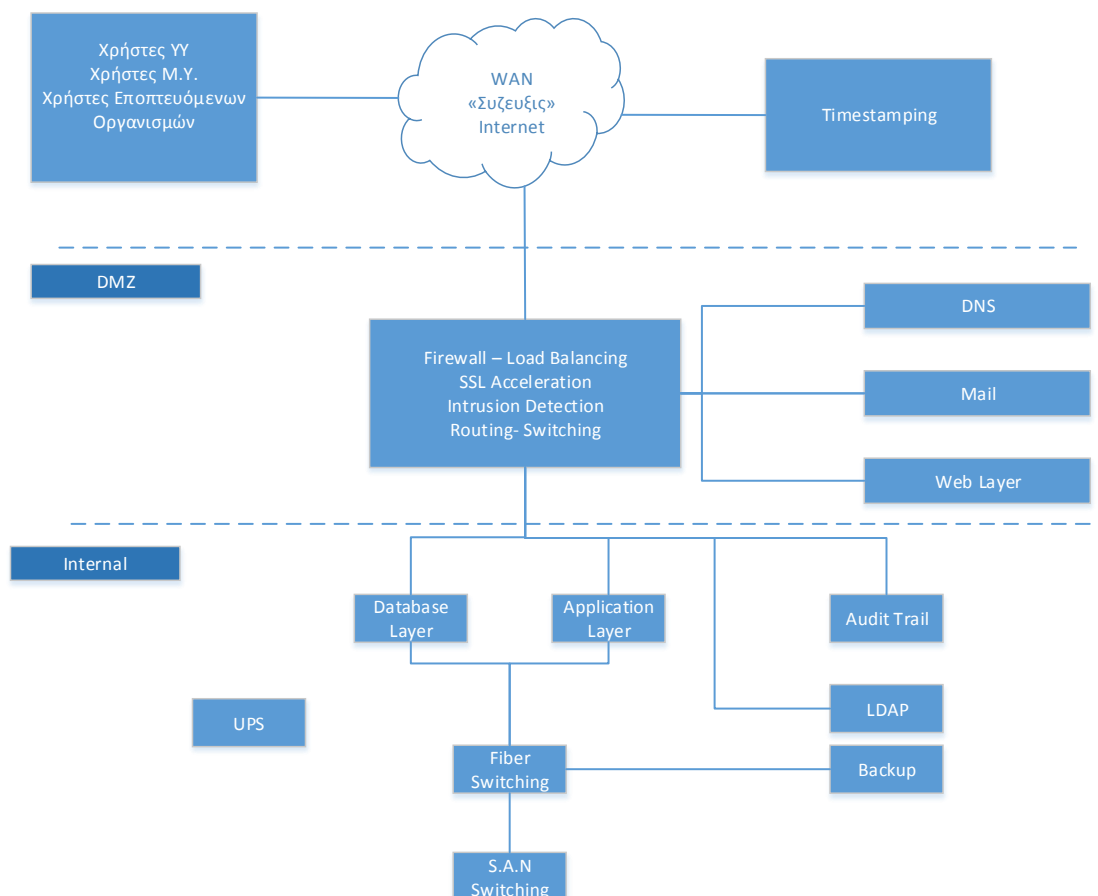 Χρήστες ΥΥ
Χρήστες Μ.Υ.
Χρήστες Εποπτευόμενων
Οργανισμών
WAN
«Συζευξις»
Internet
Timestamping
DMZ
DNS
Firewall – Load Balancing
SSL Acceleration
Intrusion Detection
Routing- Switching
Mail
Web Layer
Internal
Database
Layer
Application
Layer
Audit Trail
UPS
LDAP
Fiber
Switching
Backup
S.A.N
Switching